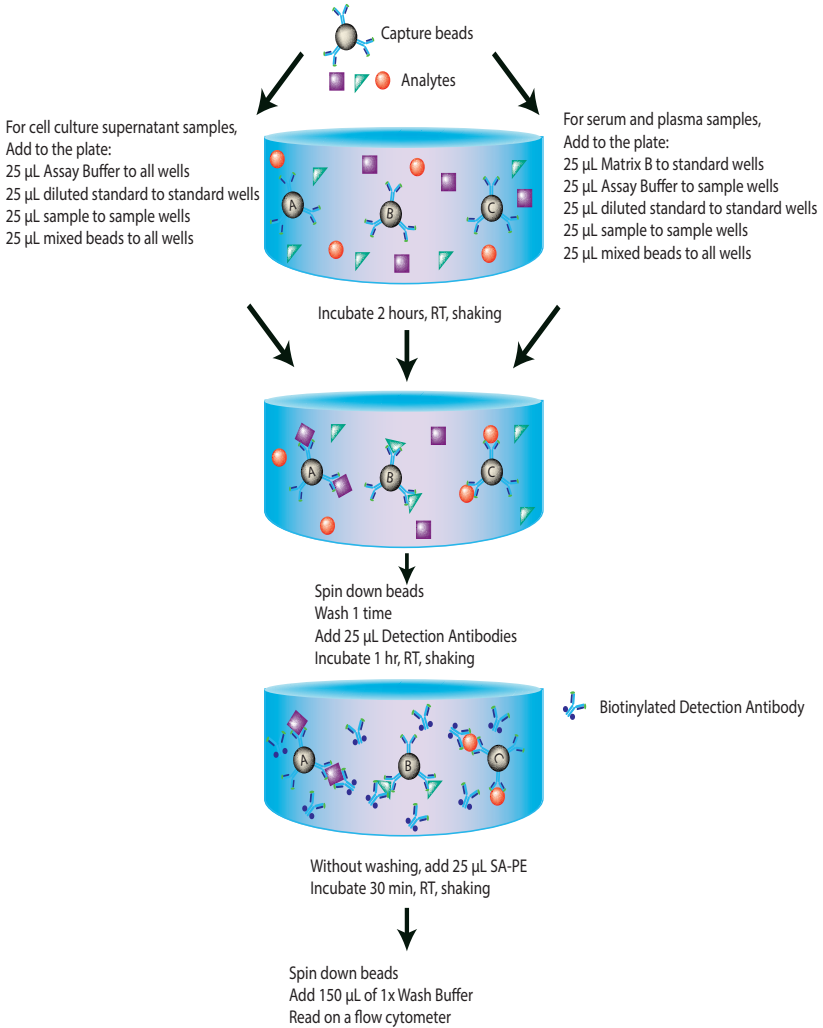 Capture beads
Analytes
For cell culture supernatant samples,
Add to the plate:
25 µL Assay Buffer to all wells
25 µL diluted standard to standard wells
25 µL sample to sample wells
25 µL mixed beads to all wells
For serum and plasma samples,
Add to the plate:
25 µL Matrix B to standard wells
25 µL Assay Buffer to sample wells
25 µL diluted standard to standard wells
25 µL sample to sample wells
25 µL mixed beads to all wells
A
B
C
Incubate 2 hours, RT, shaking
A
B
C
Spin down beads
Wash 1 time
Add 25 µL Detection Antibodies
Incubate 1 hr, RT, shaking
Biotinylated Detection Antibody
A
B
C
Without washing, add 25 µL SA-PE
Incubate 30 min, RT, shaking
Spin down beads
Add 150 µL of 1x Wash Buffer
Read on a flow cytometer